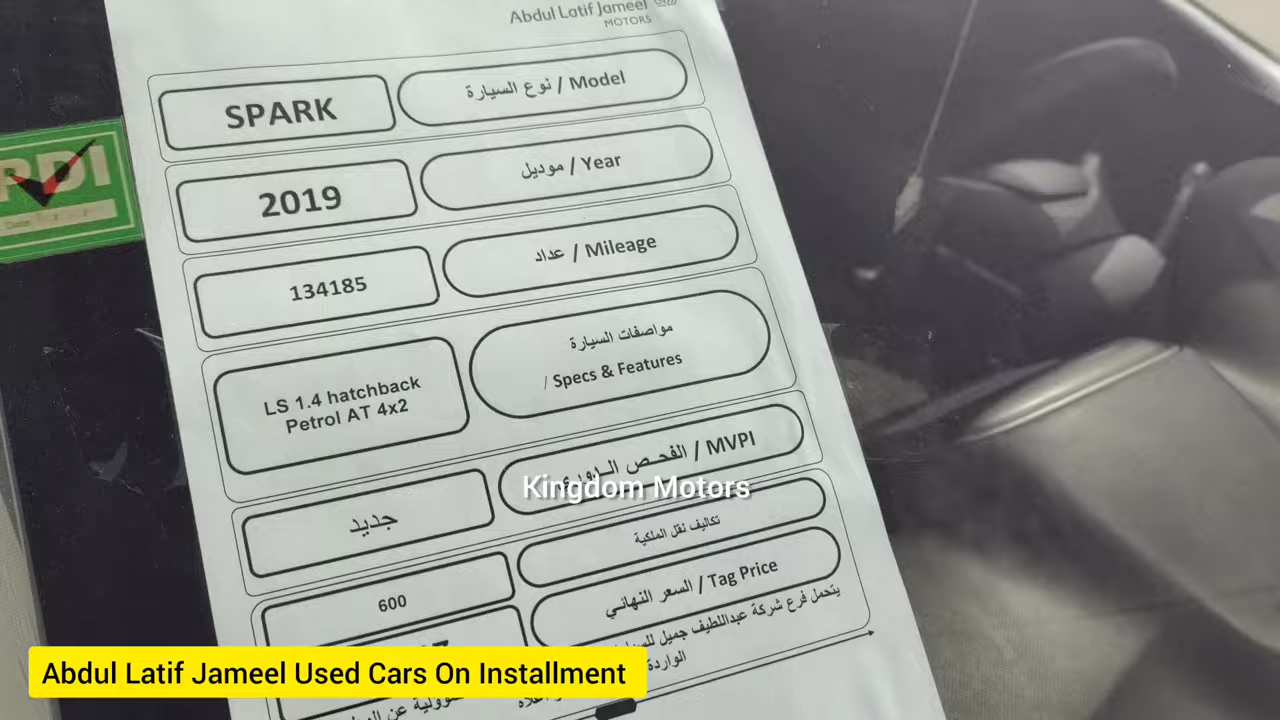 Abdul Latif Jameel
MOTORS
SPARK
نوع السيارة / Model
PDI
Date
2019
موديل / Year
134185
عداد / Mileage
LS 1.4 hatchback
Petrol AT 4x2
مواصفات السيارة
/ Specs & Features
جديد
الفحص الدوري / MVPI
Kingdom Motors
600
تكاليف نقل الملكية
السعر النهائي / Tag Price
يتحمل فرع شركة عبداللطيف جميل
الواردة
Abdul Latif Jameel Used Cars On Installment